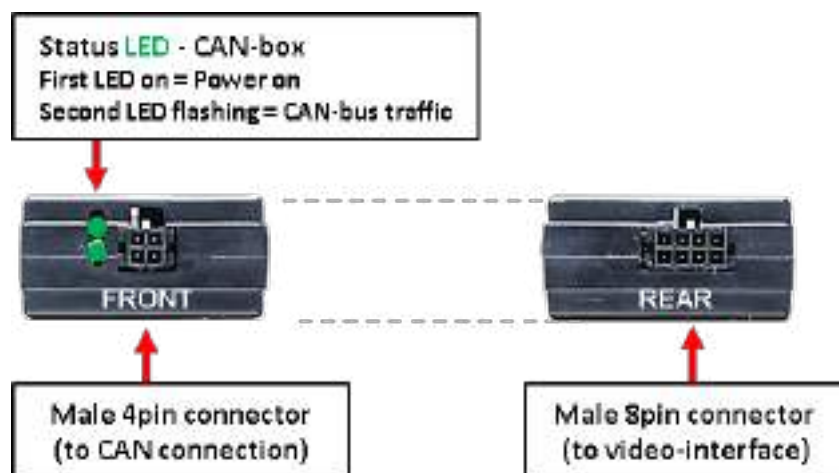 Status LED - CAN-box
First LED on = Power on
Second LED flashing = CAN-bus traffic
FRONT
REAR
Male 4pin connector
(to CAN connection)
Male 8pin connector
(to video-interface)